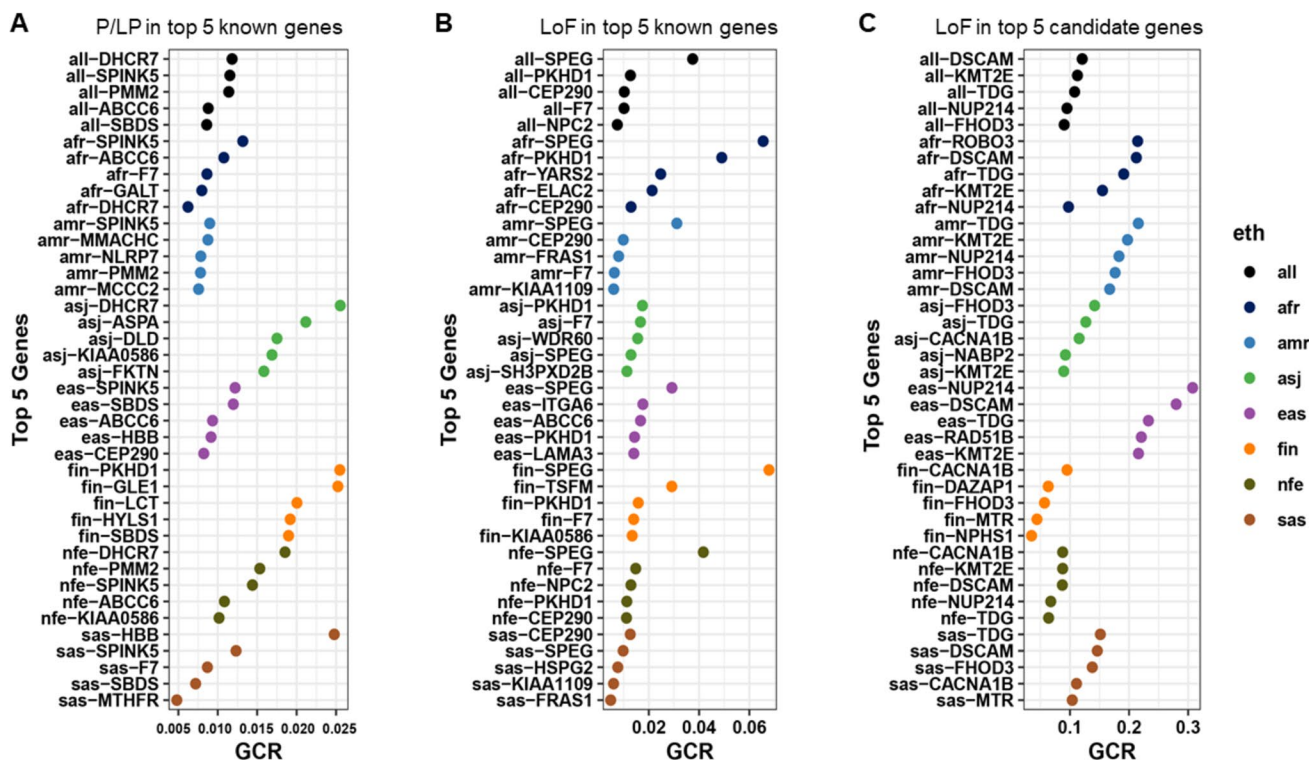 A
P/LP in top 5 known genes
Top 5 Genes
all−DHCR7
all−SPINK5
all−PMM2
all−ABCC6
all−SBDS
afr−SPINK5
afr−ABCC6
afr−F7
afr−GALT
afr−DHCR7
amr−SPINK5
amr−MMACHC
amr−NLRP7
amr−PMM2
amr−MCCC2
asj−DHCR7
asj−ASPA
asj−DLD
asj−KIAA0586
asj−FKTN
eas−SPINK5
eas−SBDS
eas−ABCC6
eas−HBB
eas−CEP290
fin−PKHD1
fin−GLE1
fin−LCT
fin−HYLS1
fin−SBDS
nfe−DHCR7
nfe−PMM2
nfe−SPINK5
nfe−ABCC6
nfe−KIAA0586
sas−HBB
sas−SPINK5
sas−F7
sas−SBDS
sas−MTHFR
0.005 0.010 0.015 0.020 0.025
GCR
B
LoF in top 5 known genes
Top 5 Genes
all−SPEG
all−PKHD1
all−CEP290
all−F7
all−NPC2
afr−SPEG
afr−PKHD1
afr−YARS2
afr−ELAC2
afr−CEP290
amr−SPEG
amr−CEP290
amr−FRAS1
amr−F7
amr−KIAA1109
asj−PKHD1
asj−F7
asj−WDR60
asj−SPEG
asj−SH3PXD2B
eas−SPEG
eas−ITGA6
eas−ABCC6
eas−PKHD1
eas−LAMA3
fin−SPEG
fin−TSFM
fin−PKHD1
fin−F7
fin−KIAA0586
nfe−SPEG
nfe−F7
nfe−NPC2
nfe−PKHD1
nfe−CEP290
sas−CEP290
sas−SPEG
sas−HSPG2
sas−KIAA1109
sas−FRAS1
0.02 0.04 0.06
GCR
C
LoF in top 5 candidate genes
Top 5 Genes
all−DSCAM
all−KMT2E
all−TDG
all−NUP214
all−FHOD3
afr−ROBO3
afr−DSCAM
afr−TDG
afr−KMT2E
afr−NUP214
amr−TDG
amr−KMT2E
amr−NUP214
amr−FHOD3
amr−DSCAM
asj−FHOD3
asj−TDG
asj−CACNA1B
asj−NABP2
asj−KMT2E
eas−NUP214
eas−DSCAM
eas−TDG
eas−RAD51B
eas−KMT2E
fin−CACNA1B
fin−DAZAP1
fin−FHOD3
fin−MTR
fin−NPHS1
nfe−CACNA1B
nfe−KMT2E
nfe−DSCAM
nfe−NUP214
nfe−TDG
sas−TDG
sas−DSCAM
sas−FHOD3
sas−CACNA1B
sas−MTR
0.1 0.2 0.3
GCR
eth
all
afr
amr
asj
eas
fin
nfe
sas